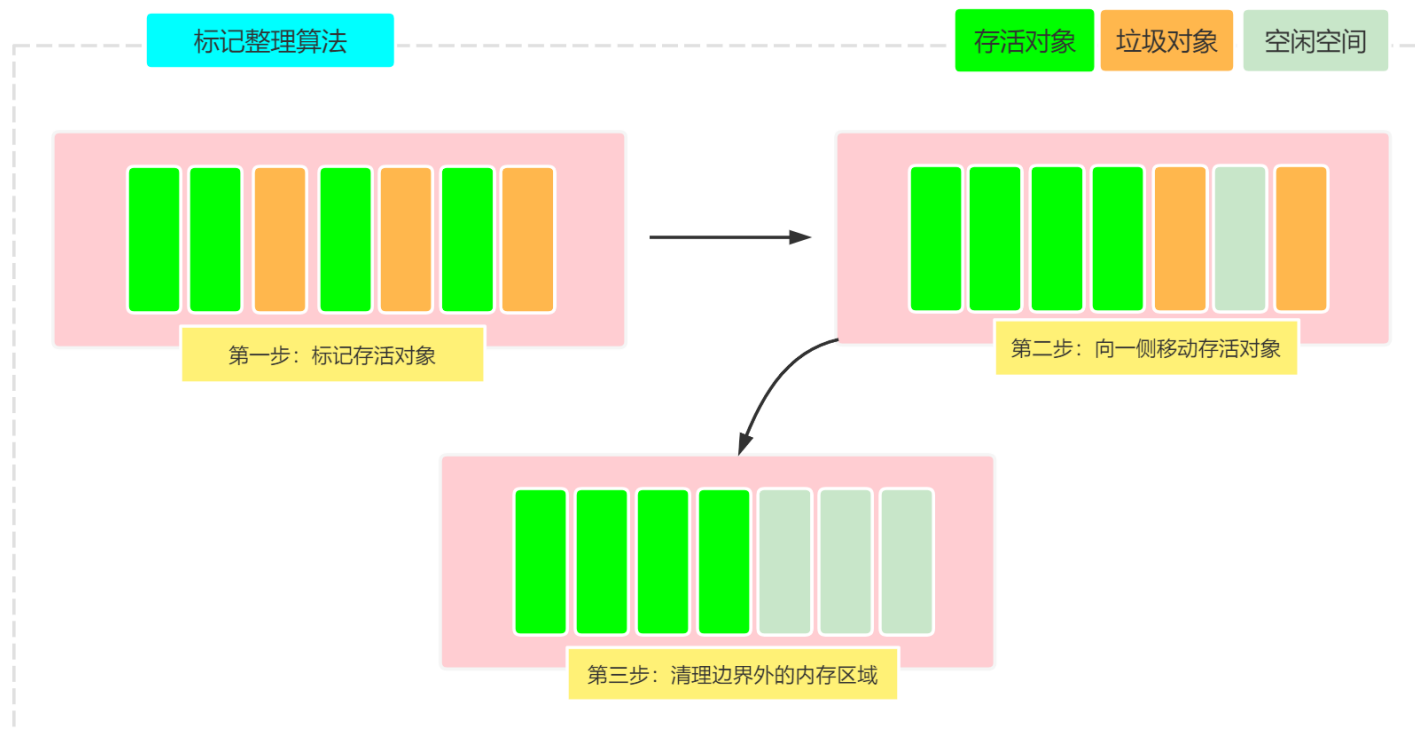 标记整理算法
存活对象
垃圾对象
空闲空间
第一步：标记存活对象
第二步：向一侧移动存活对象
第三步：清理边界外的内存区域